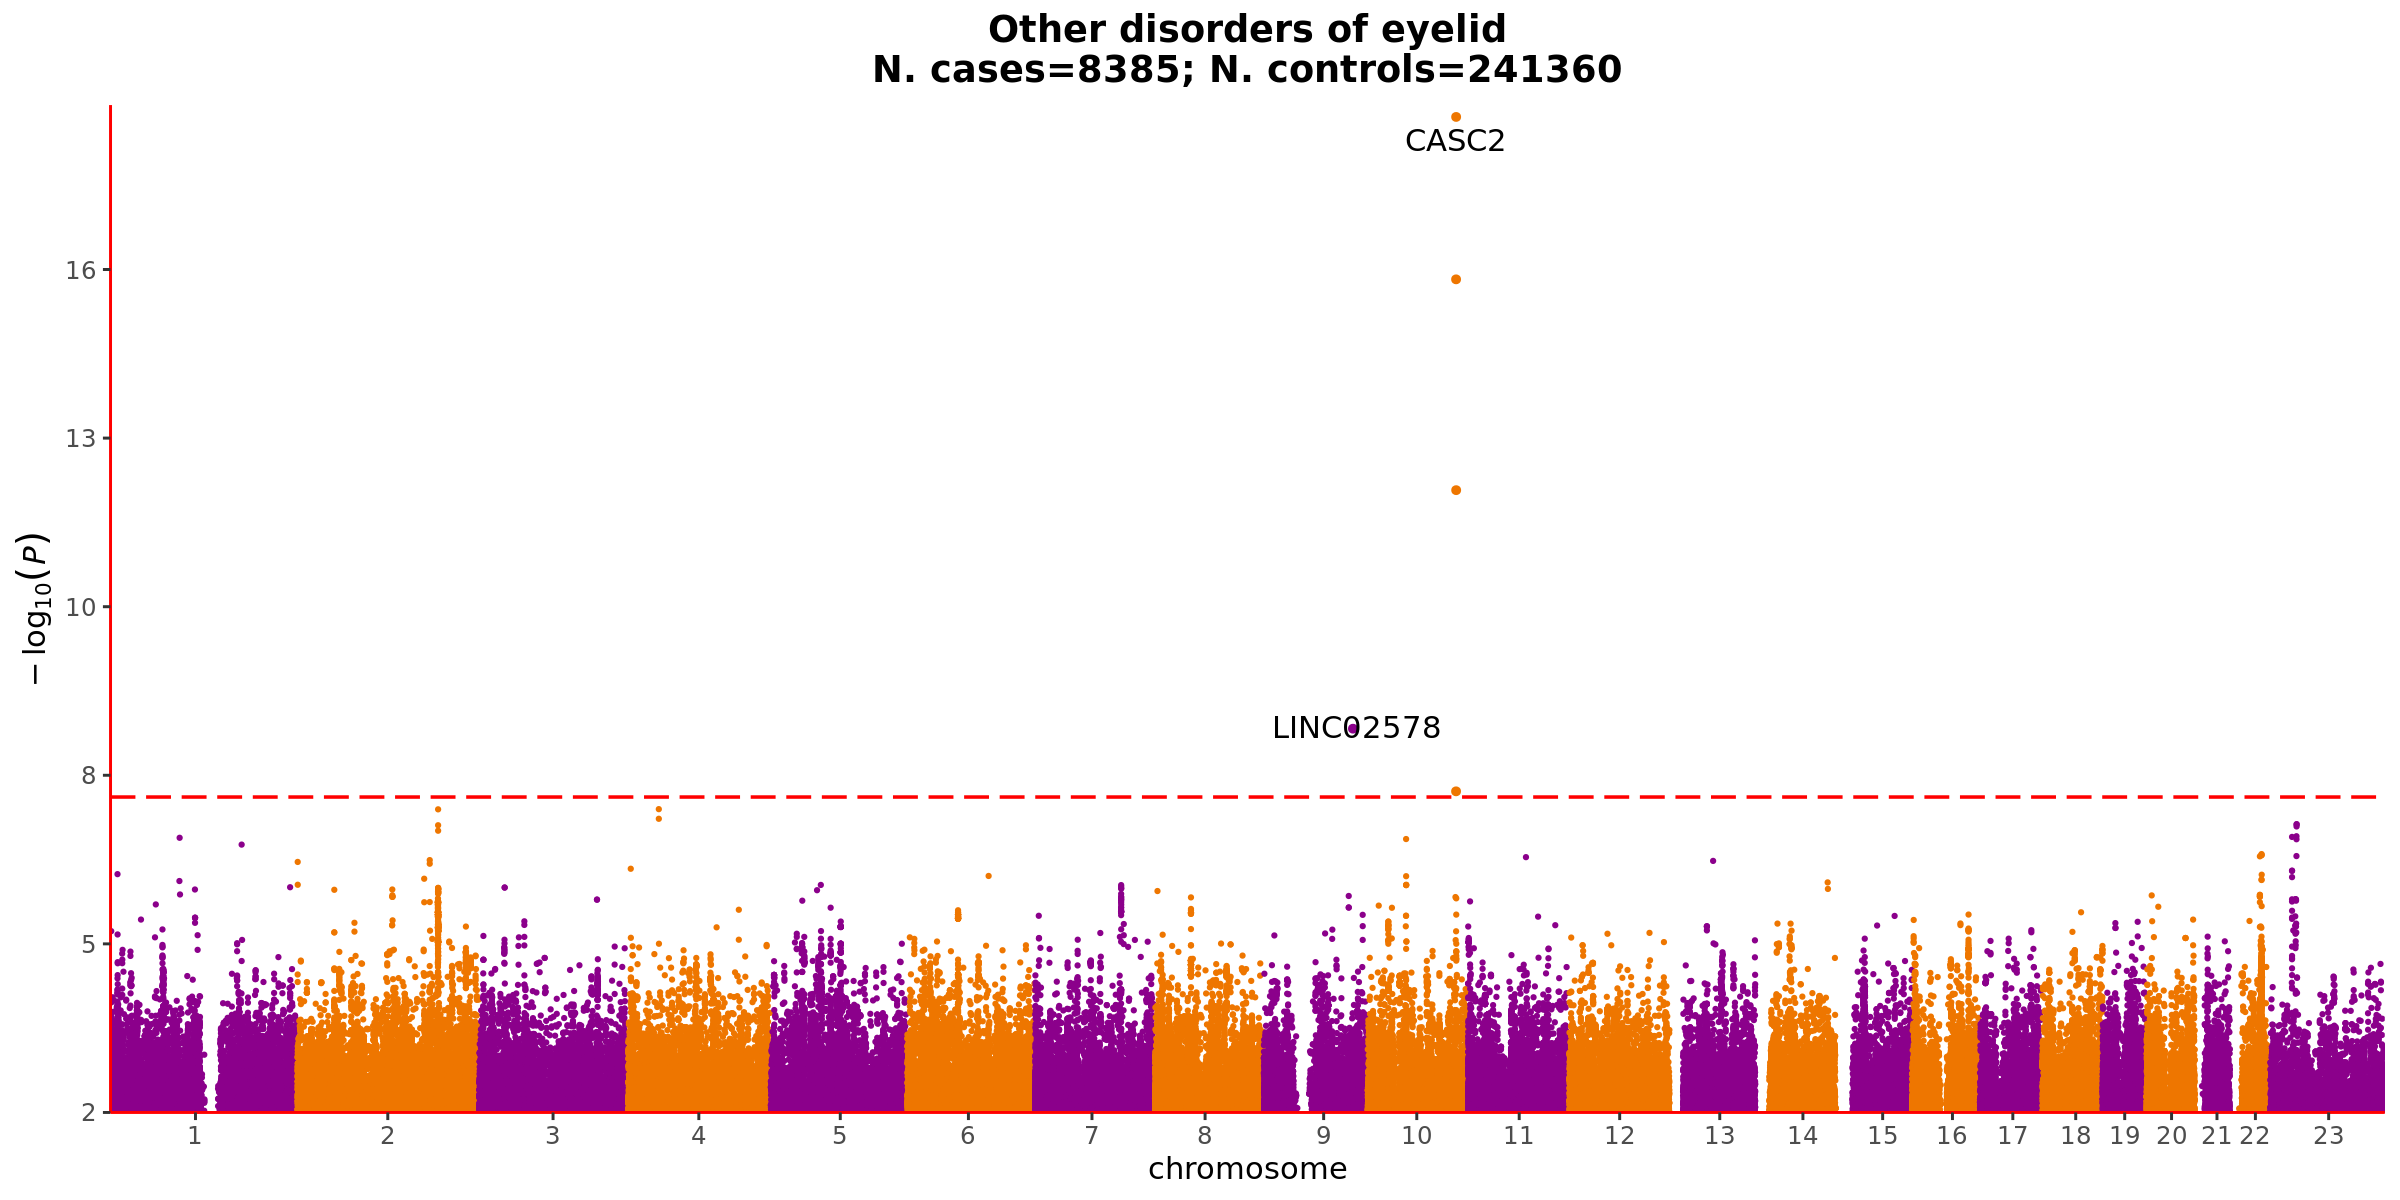 Other disorders of eyelid
N. cases=8385; N. controls=241360
CASC2
16
13
− log10(P)
10
LINC02578
8
5
2
1 2 3 4 5 6 7 8 9 10 11 12 13 14 15 16 17 18 19 20 21 22 23
chromosome